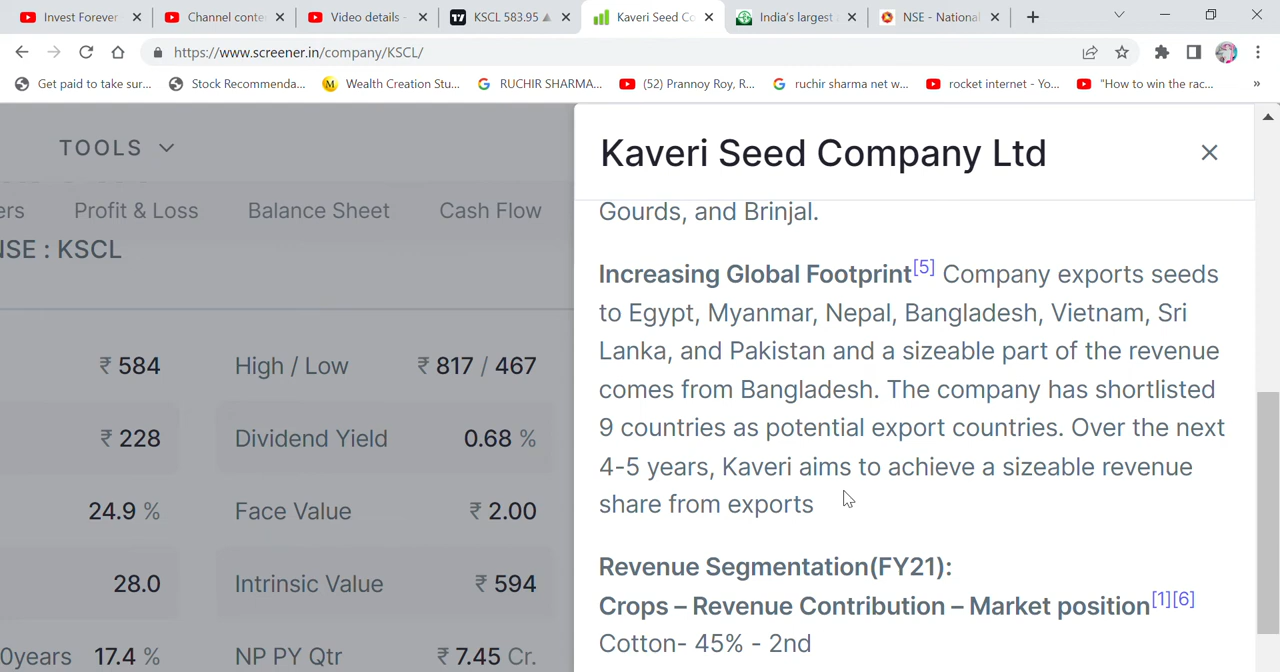 Invest Forever
Channel conte
Video details -
KSCL 583.95
Kaveri Seed Co
India's largest
NSE - National
https://www.screener.in/company/KSCL/
Get paid to take sur...
Stock Recommenda...
Wealth Creation Stu...
RUCHIR SHARMA...
(52) Prannoy Roy, R...
ruchir sharma net w...
rocket internet - Yo...
"How to win the rac...
»
TOOLS
ers Profit & Loss Balance Sheet Cash Flow
NSE : KSCL
₹ 584 High / Low ₹ 817 / 467
₹ 228 Dividend Yield 0.68 %
24.9 % Face Value ₹ 2.00
28.0 Intrinsic Value ₹ 594
0years 17.4 % NP PY Qtr ₹ 7.45 Cr.
Kaveri Seed Company Ltd
Gourds, and Brinjal.
Increasing Global Footprint[5] Company exports seeds
to Egypt, Myanmar, Nepal, Bangladesh, Vietnam, Sri
Lanka, and Pakistan and a sizeable part of the revenue
comes from Bangladesh. The company has shortlisted
9 countries as potential export countries. Over the next
4-5 years, Kaveri aims to achieve a sizeable revenue
share from exports
Revenue Segmentation(FY21):
Crops – Revenue Contribution – Market position[1][6]
Cotton- 45% - 2nd